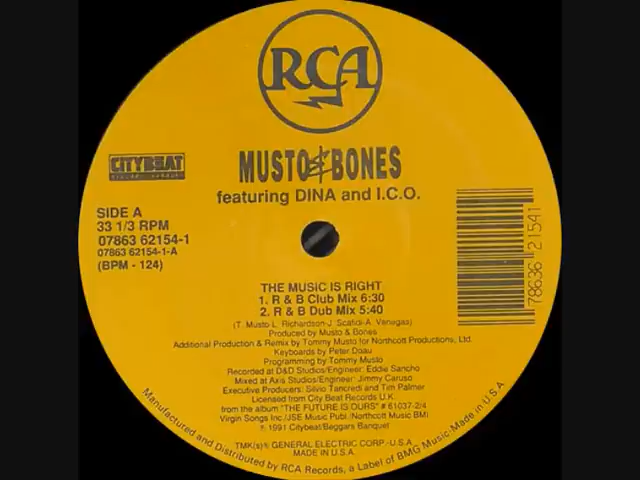 RCA
CITYBEAT
MUSTO & BONES
featuring DINA and I.C.O.
SIDE A
33 1/3 RPM
07863 62154-1
07863 62154-1-A
(BPM - 124)
78636 21541
THE MUSIC IS RIGHT
1. R & B Club Mix 6:30
2. R & B Dub Mix 5:40
(T. Musto L. Richardson-J. Scafidi-A. Venegas)
Produced by Musto & Bones
Additional Production & Remix by Tommy Musto for Northcott Productions, Ltd.
Keyboards by Peter Daou
Programming by Tommy Musto
Recorded at D&D Studios/Engineer: Eddie Sancho
Mixed at Axis Studios/Engineer: Jimmy Caruso
Executive Producers: Silvio Tancredi and Tim Palmer
Licensed from City Beat Records U.K.
from the album "THE FUTURE IS OURS" # 61037-2/4
Virgin Songs Inc./JSE Music Publ./Northcott Music BMI
℗ 1991 Citybeat/Beggars Banquet
TMK(s)® GENERAL ELECTRIC CORP.-U.S.A.
MADE IN U.S.A.
Manufactured and Distributed by RCA Records, a Label of BMG Music·Made in U.S.A